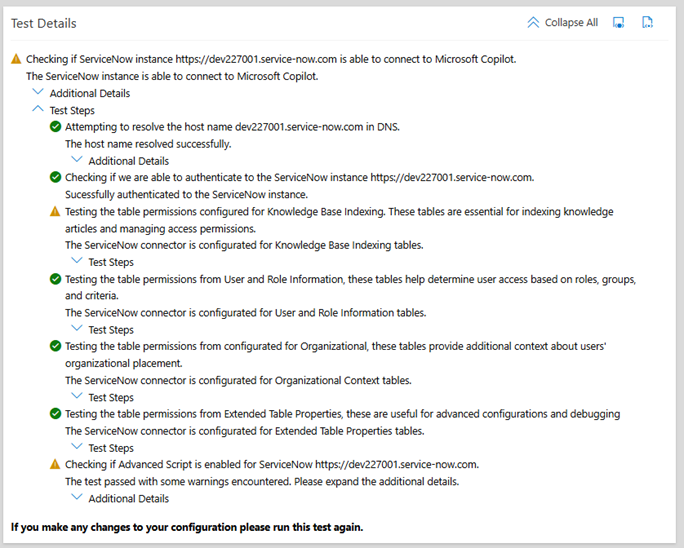 Test Details
Collapse All
Checking if ServiceNow instance https://dev227001.service-now.com is able to connect to Microsoft Copilot.
The ServiceNow instance is able to connect to Microsoft Copilot.
Additional Details
Test Steps
Attempting to resolve the host name dev227001.service-now.com in DNS.
The host name resolved successfully.
Additional Details
Checking if we are able to authenticate to the ServiceNow instance https://dev227001.service-now.com.
Sucessfully authenticated to the ServiceNow instance.
Testing the table permissions configured for Knowledge Base Indexing. These tables are essential for indexing knowledge
articles and managing access permissions.
The ServiceNow connector is configurated for Knowledge Base Indexing tables.
Test Steps
Testing the table permissions from User and Role Information, these tables help determine user access based on roles, groups,
and criteria.
The ServiceNow connector is configurated for User and Role Information tables.
Test Steps
Testing the table permissions from configurated for Organizational, these tables provide additional context about users'
organizational placement.
The ServiceNow connector is configurated for Organizational Context tables.
Test Steps
Testing the table permissions from Extended Table Properties, these are useful for advanced configurations and debugging
The ServiceNow connector is configurated for Extended Table Properties tables.
Test Steps
Checking if Advanced Script is enabled for ServiceNow https://dev227001.service-now.com.
The test passed with some warnings encountered. Please expand the additional details.
Additional Details
If you make any changes to your configuration please run this test again.